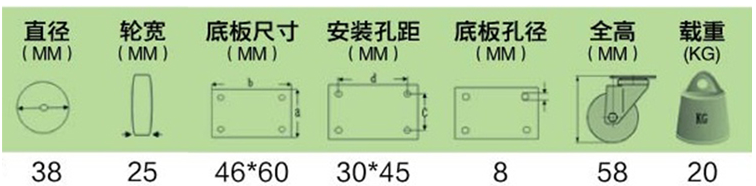 直径 轮宽 底板尺寸 安装孔距 底板孔径 全高 载重
(MM) (MM) (MM) (MM) (MM) (MM) (KG)
b d
a c KG
38 25 46*60 30*45 8 58 20